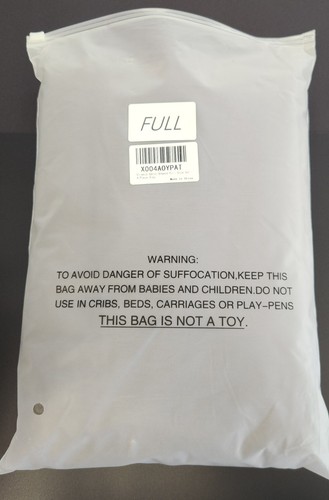 FULL
X004A0YPAT
WARNING:
TO AVOID DANGER OF SUFFOCATION,KEEP THIS
BAG AWAY FROM BABIES AND CHILDREN.DO NOT
USE IN CRIBS, BEDS, CARRIAGES OR PLAY-PENS
THIS BAG IS NOT A TOY.